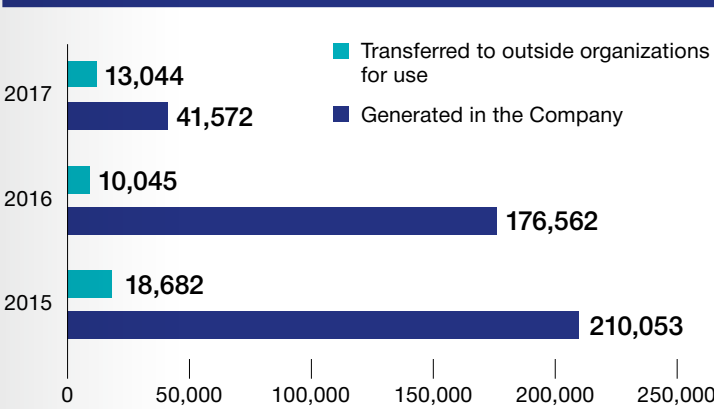 Transferred to outside organizations
for use
Generated in the Company
2017
13,044
41,572
2016
10,045
176,562
2015
18,682
210,053
0 50,000 100,000 150,000 200,000 250,000